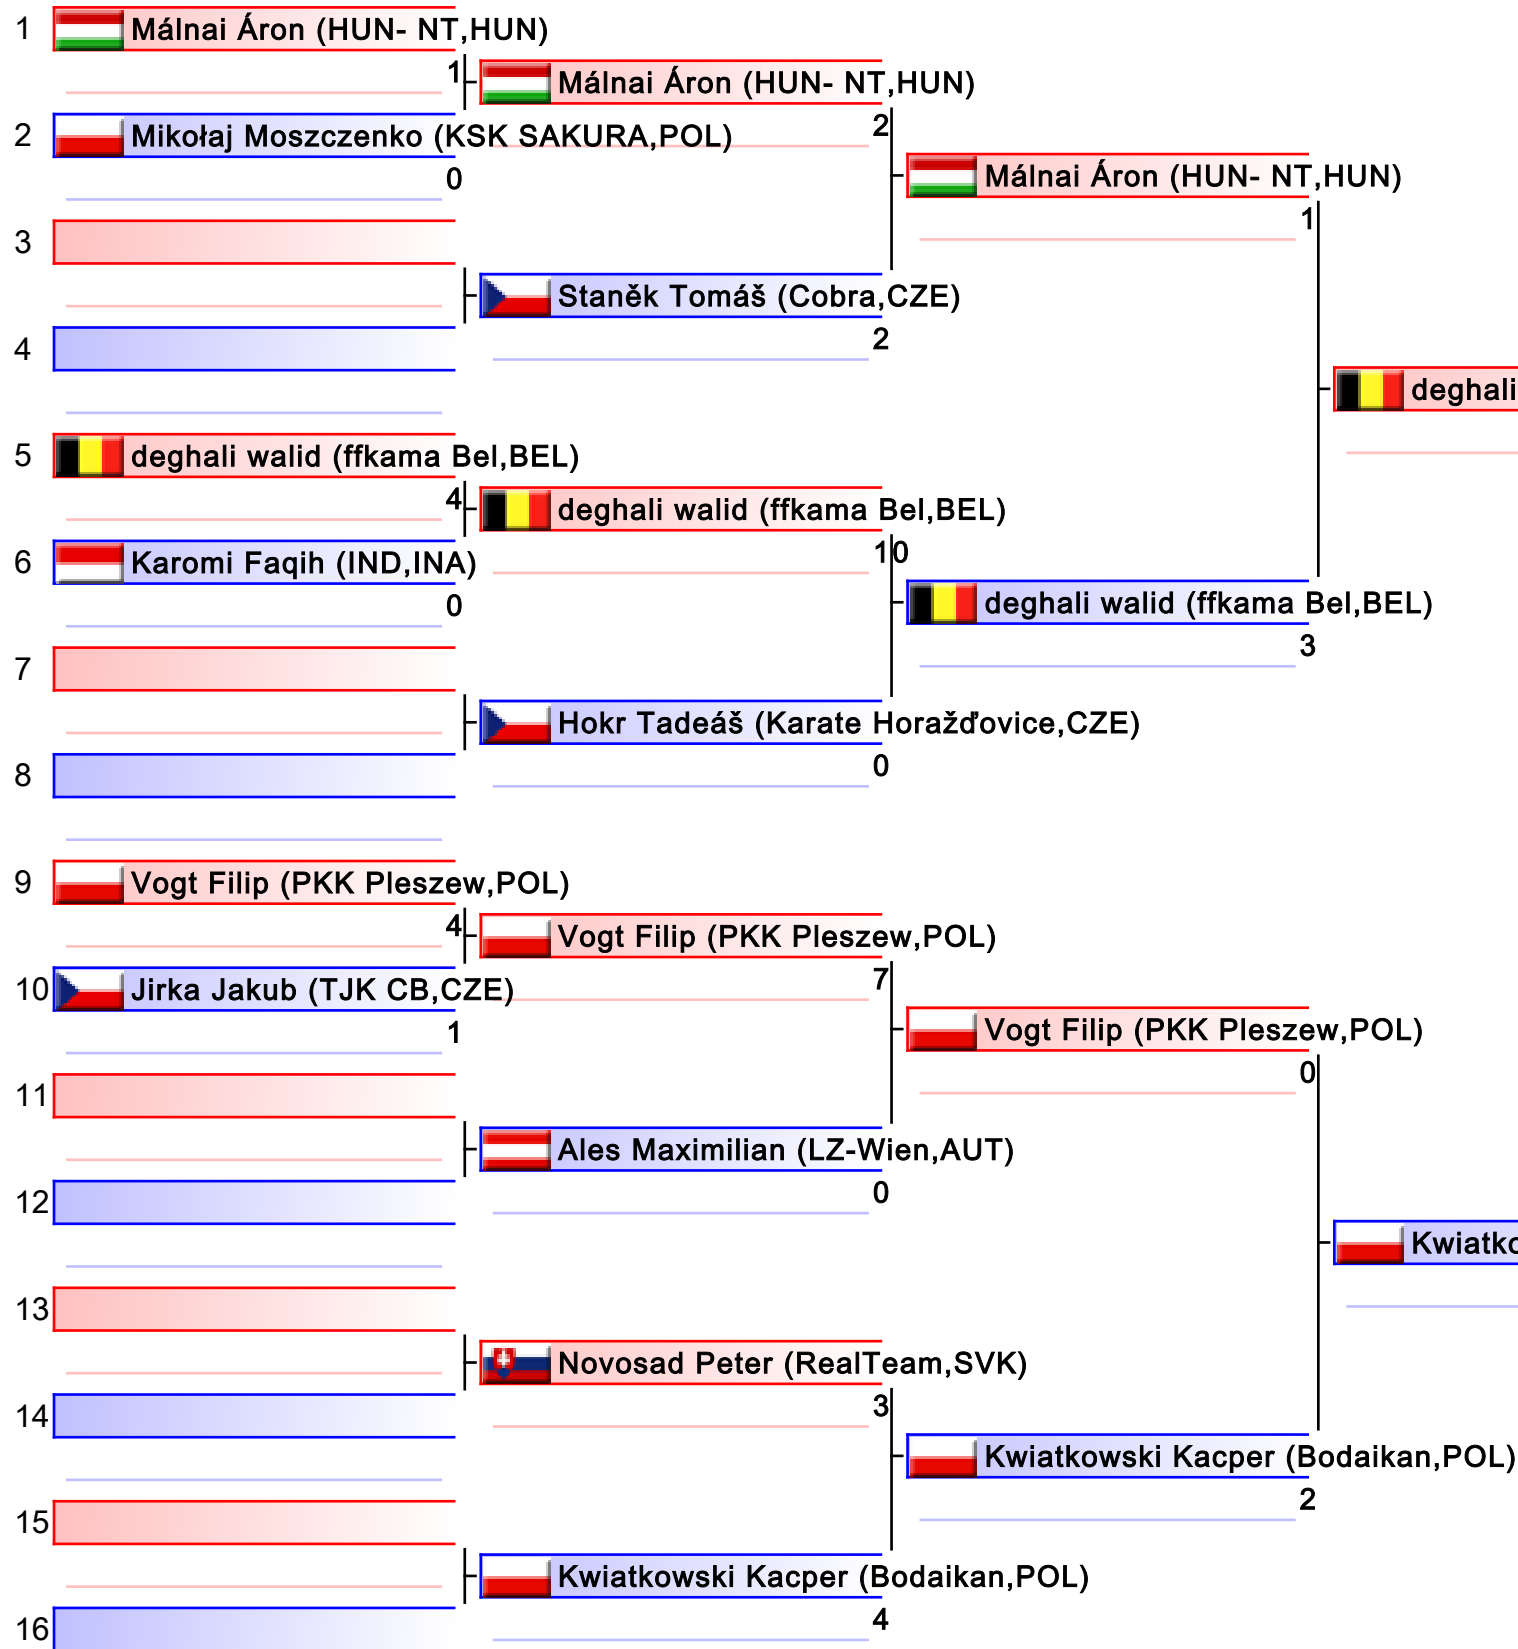 1 Málnai Áron (HUN- NT,HUN)
1 Málnai Áron (HUN- NT,HUN)
2 Mikołaj Moszczenko (KSK SAKURA,POL)
2
Málnai Áron (HUN- NT,HUN)
0
1
3
Staněk Tomáš (Cobra,CZE)
2
4
deghali
5 deghali walid (ffkama Bel,BEL)
4 deghali walid (ffkama Bel,BEL)
6 Karomi Faqih (IND,INA)
10
0
deghali walid (ffkama Bel,BEL)
3
7
Hokr Tadeáš (Karate Horažďovice,CZE)
0
8
9 Vogt Filip (PKK Pleszew,POL)
4 Vogt Filip (PKK Pleszew,POL)
7
10 Jirka Jakub (TJK CB,CZE)
1
Vogt Filip (PKK Pleszew,POL)
0
11
Ales Maximilian (LZ-Wien,AUT)
0
12
Kwiatko
13
Novosad Peter (RealTeam,SVK)
3
14
Kwiatkowski Kacper (Bodaikan,POL)
2
15
Kwiatkowski Kacper (Bodaikan,POL)
4
16